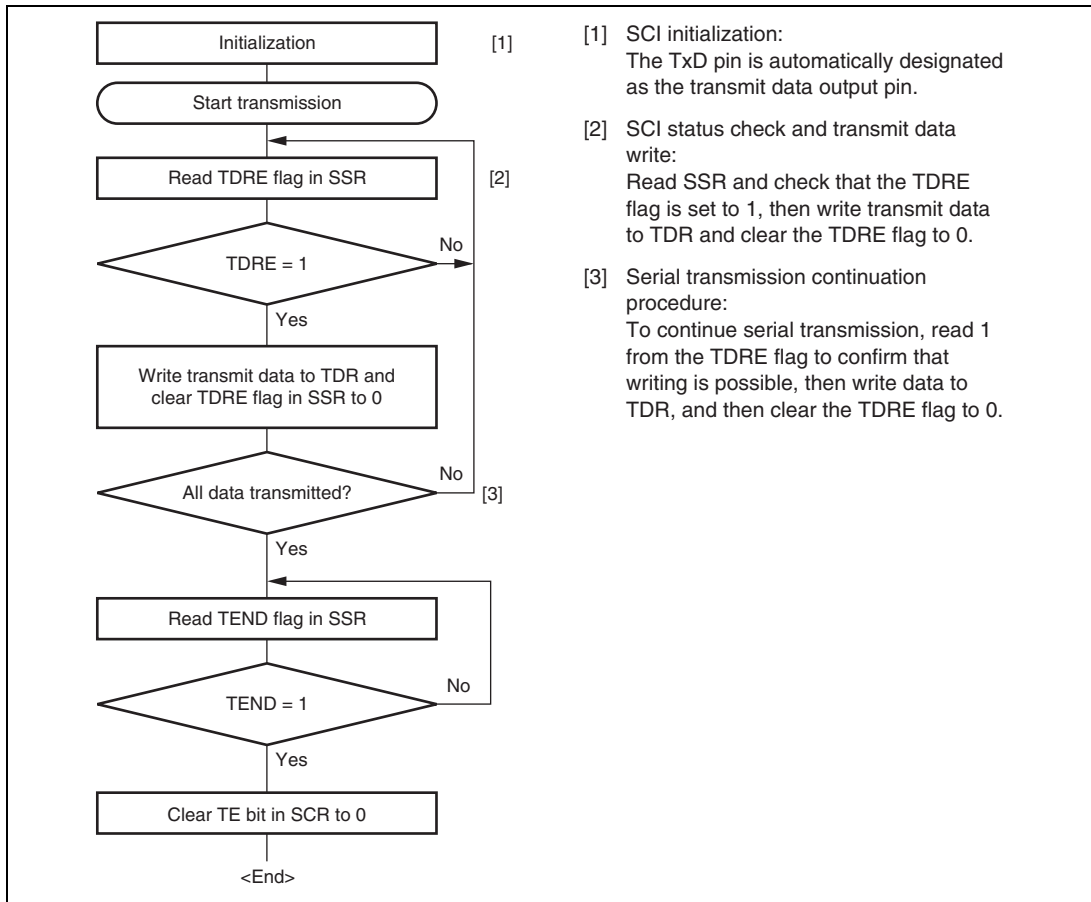 Initialization
[1]
Start transmission
Read TDRE flag in SSR
[2]
No
TDRE = 1
Yes
Write transmit data to TDR and
clear TDRE flag in SSR to 0
No
All data transmitted?
[3]
Yes
Read TEND flag in SSR
No
TEND = 1
Yes
Clear TE bit in SCR to 0
<End>
[1] SCI initialization:
The TxD pin is automatically designated
as the transmit data output pin.
[2] SCI status check and transmit data
write:
Read SSR and check that the TDRE
flag is set to 1, then write transmit data
to TDR and clear the TDRE flag to 0.
[3] Serial transmission continuation
procedure:
To continue serial transmission, read 1
from the TDRE flag to confirm that
writing is possible, then write data to
TDR, and then clear the TDRE flag to 0.